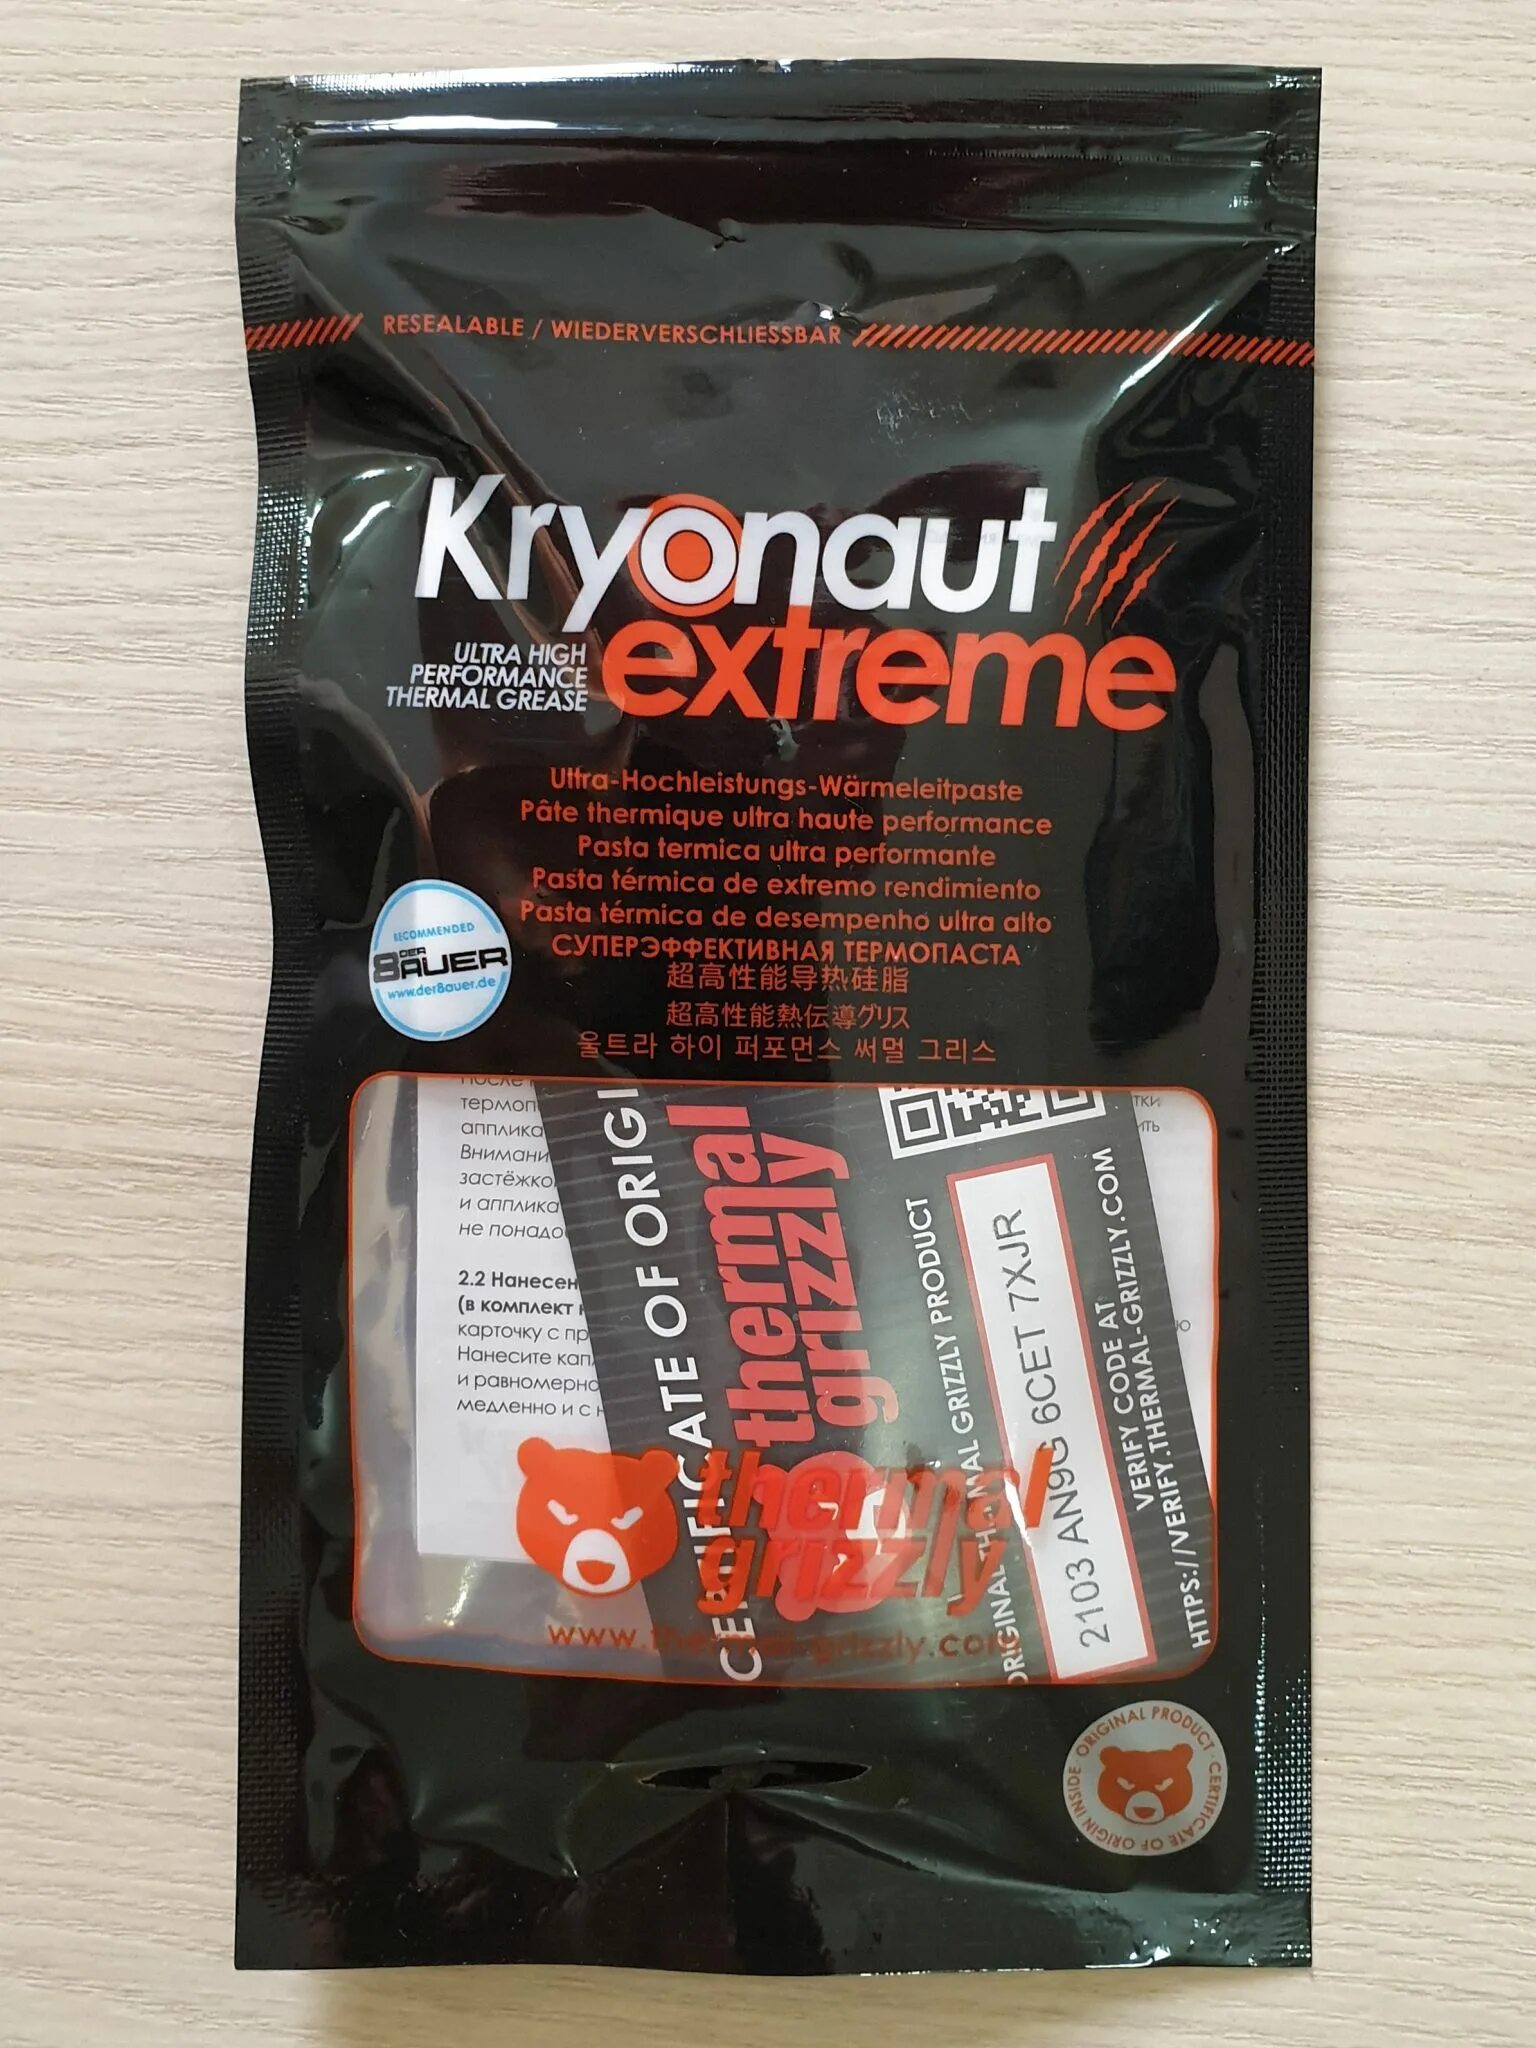 RESEALABLE / WIEDERVERSCHLIESSBAR
Kryonaut
extreme
ULTRA HIGH
PERFORMANCE
THERMAL GREASE
Ultra-Hochleistungs-Wärmeleitpaste
Pâte thermique ultra haute performance
Pasta termica ultra performante
Pasta térmica de extremo rendimiento
Pasta térmica de desempenho ultra alto
СУПЕРЭФФЕКТИВНАЯ ТЕРМОПАСТА
超高性能导热硅脂
超高性能熱伝導グリス
울트라 하이 퍼포먼스 써멀 그리스
RECOMMENDED
DER
8AUER
www.der8auer.de
термоп
апплика
Внимани
застёжко
и апплика
не понадо
2.2 Нанесен
(в комплект
карточку с пр
Нанесите кап
и равномерно
медленно и с
CERTIFICATE OF ORIGI
thermal
grizzly
ORIGINAL THERMAL GRIZZLY PRODUCT
2103 AN9G 6CET 7XJR
VERIFY CODE AT
HTTPS://VERIFY.THERMAL-GRIZZLY.COM
thermal
grizzly
www.thermal-grizzly.com
ORIGINAL PRODUCT · CERTIFICATE OF ORIGIN INSIDE ·